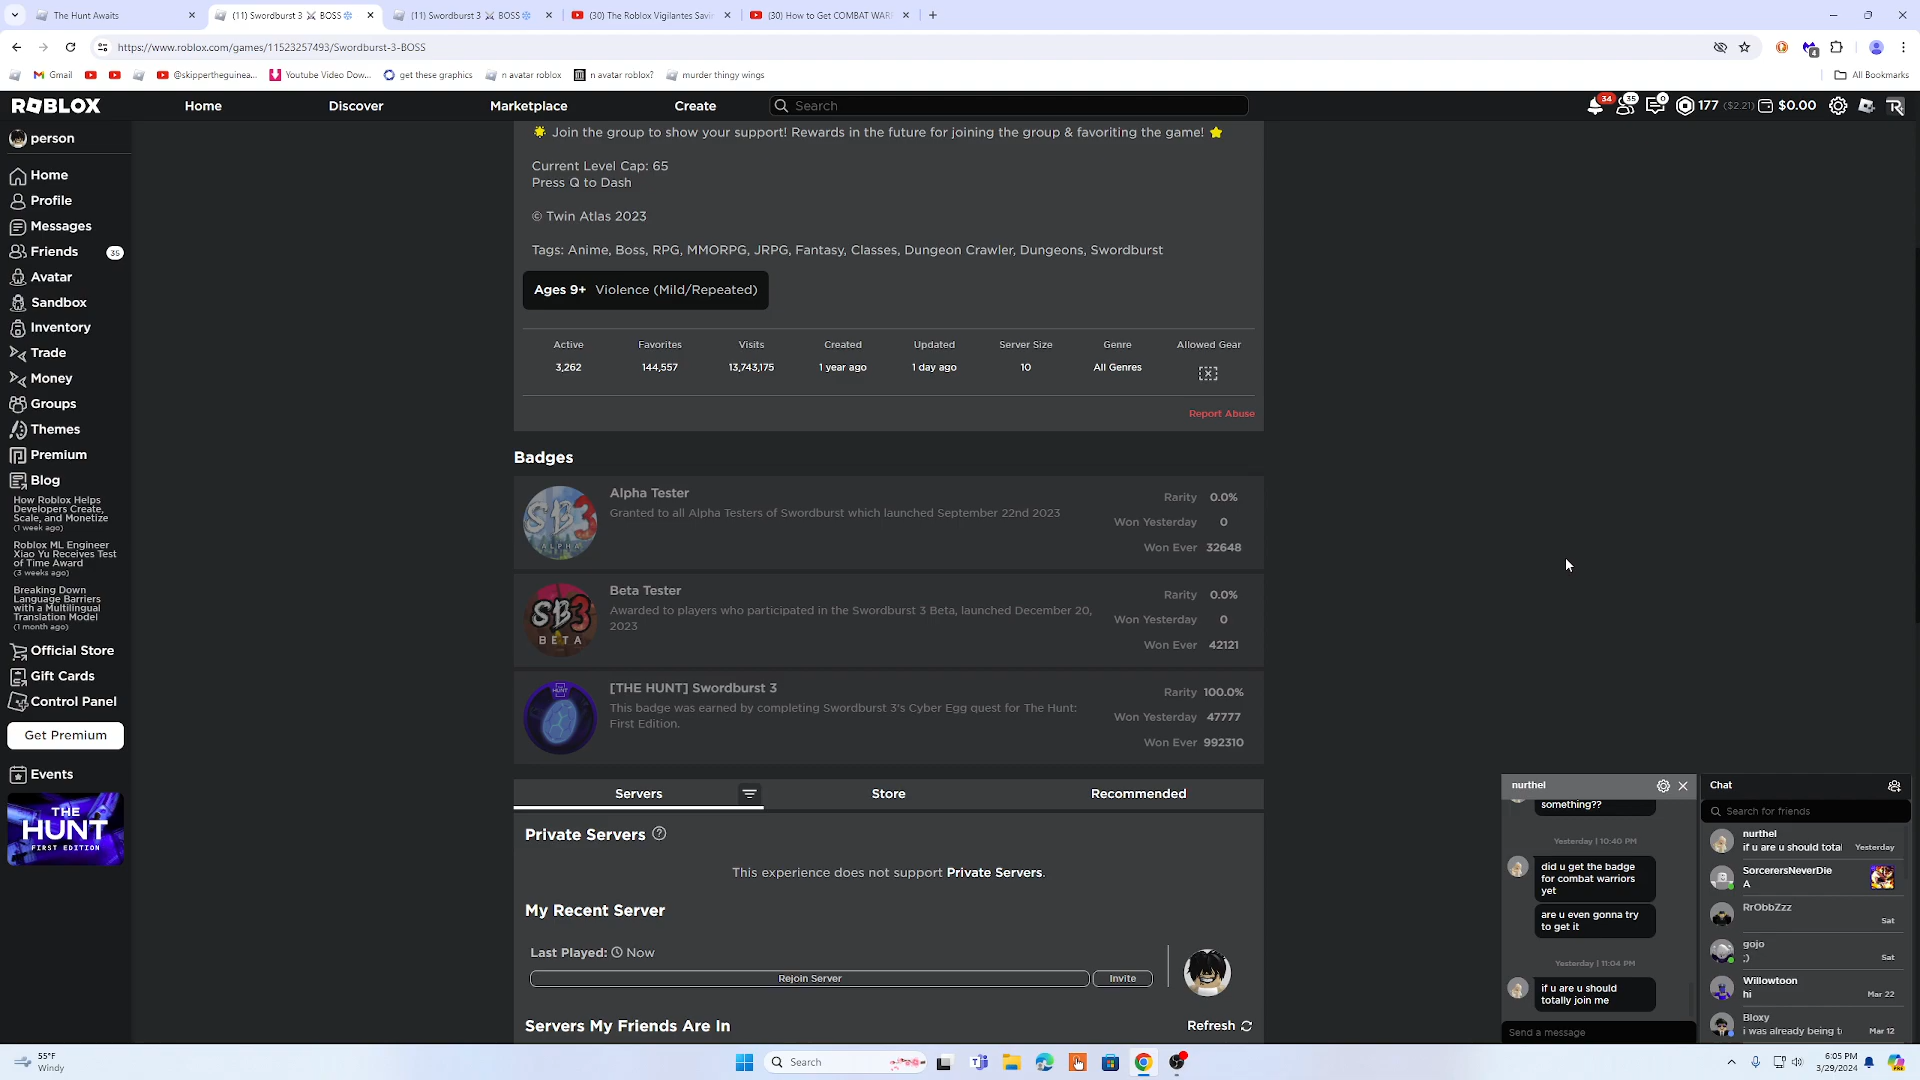 The Hunt Awaits
(11) Swordburst 3 ⚔ BOSS❄
(11) Swordburst 3 ⚔ BOSS❄
(30) The Roblox Vigilantes Savi
(30) How to Get COMBAT WAR
https://www.roblox.com/games/11523257493/Swordburst-3-BOSS
4
Gmail
@skippertheguinea...
Youtube Video Dow...
get these graphics
n avatar roblox
n avatar roblox?
murder thingy wings
All Bookmarks
ROBLOX
Home
Discover
Marketplace
Create
Search
34
35
0
177 ($2.21)
$0.00
person
Home
Profile
Messages
Friends
35
Avatar
Sandbox
Inventory
Trade
Money
Groups
Themes
Premium
Blog
How Roblox Helps
Developers Create,
Scale, and Monetize
(1 week ago)
Roblox ML Engineer
Xiao Yu Receives Test
of Time Award
(3 weeks ago)
Breaking Down
Language Barriers
with a Multilingual
Translation Model
(1 month ago)
Official Store
Gift Cards
Control Panel
Get Premium
Events
THE
HUNT
FIRST EDITION
🌟 Join the group to show your support! Rewards in the future for joining the group & favoriting the game! ⭐
Current Level Cap: 65
Press Q to Dash
© Twin Atlas 2023
Tags: Anime, Boss, RPG, MMORPG, JRPG, Fantasy, Classes, Dungeon Crawler, Dungeons, Swordburst
Ages 9+ Violence (Mild/Repeated)
Active Favorites Visits Created Updated Server Size Genre Allowed Gear
3,262 144,557 13,743,175 1 year ago 1 day ago 10 All Genres
Report Abuse
Badges
SB3
ALPHA
Alpha Tester
Granted to all Alpha Testers of Swordburst which launched September 22nd 2023
Rarity 0.0%
Won Yesterday 0
Won Ever 32648
SB3
BETA
Beta Tester
Awarded to players who participated in the Swordburst 3 Beta, launched December 20,
2023
Rarity 0.0%
Won Yesterday 0
Won Ever 42121
HUNT
[THE HUNT] Swordburst 3
This badge was earned by completing Swordburst 3's Cyber Egg quest for The Hunt:
First Edition.
Rarity 100.0%
Won Yesterday 47777
Won Ever 992310
Servers
Store
Recommended
Private Servers
This experience does not support Private Servers.
My Recent Server
Last Played: Now
Rejoin Server
Invite
Servers My Friends Are In
Refresh
nurthel
something??
Yesterday | 10:40 PM
did u get the badge
for combat warriors
yet
are u even gonna try
to get it
Yesterday | 11:04 PM
if u are u should
totally join me
Send a message
Chat
Search for friends
nurthel
if u are u should total
Yesterday
SorcerersNeverDie
A
RrObbZzz
Sat
gojo
;)
Sat
Willowtoon
hi
Mar 22
Bloxy
i was already being t
Mar 12
55°F
Windy
Search
6:05 PM
3/29/2024